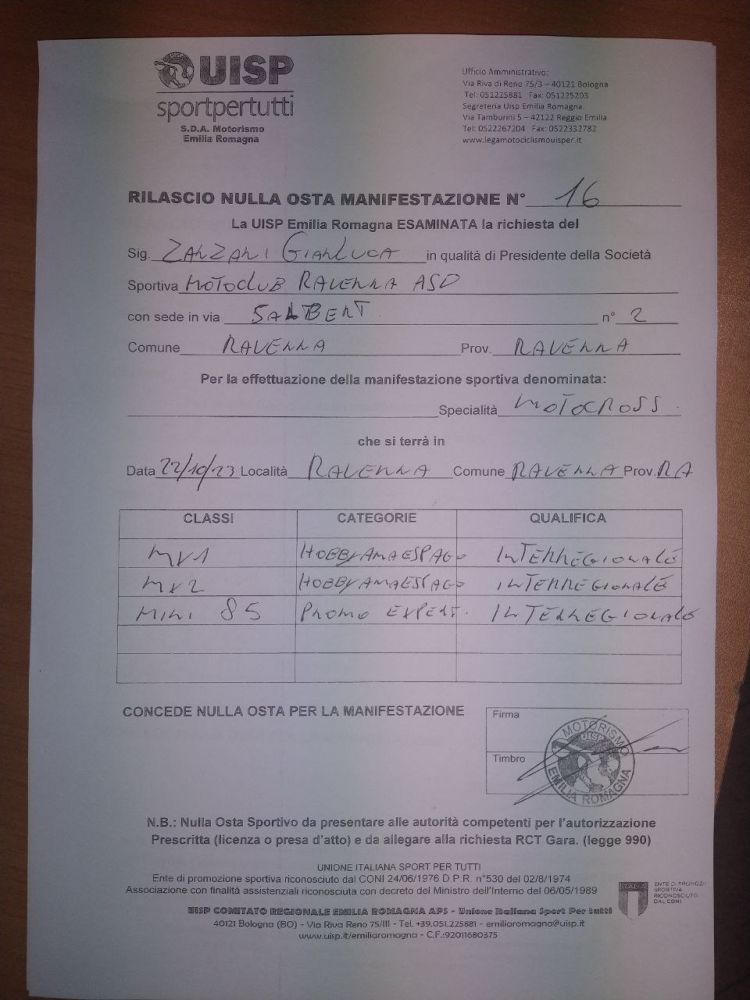 UISP
sportpertutti
S.D.A. Motorismo
Emilia Romagna
Ufficio Amministrativo:
Via Riva di Reno 75/3 – 40121 Bologna
Tel: 051225881 Fax: 051225203
Segreteria Uisp Emilia Romagna.
Via Tamburini 5 – 42122 Reggio Emilia
Tel: 0522267204 Fax: 0522332782
www.legamotociclismouisper.it
RILASCIO NULLA OSTA MANIFESTAZIONE N° 16
La UISP Emilia Romagna ESAMINATA la richiesta del
Sig. ZANZANI GIANLUCA in qualità di Presidente della Società
Sportiva MOTOCLUB RAVENNA ASD
con sede in via n° 2
Comune RAVENNA Prov. RAVENNA
Per la effettuazione della manifestazione sportiva denominata:
Specialità MOTOCROSS
che si terrà in
Data 22/10/23 Località RAVENNA Comune RAVENNA Prov. RA
CLASSI CATEGORIE QUALIFICA
MX1 HOBBYAMAESPAGO INTERREGIONALE
MX2 HOBBYAMAESPAGO INTERREGIONALE
MINI 85 PROMO EXPERT. INTERREGIONALE
CONCEDE NULLA OSTA PER LA MANIFESTAZIONE
Firma
Timbro
MOTORISMO
UISP
EMILIA ROMAGNA
N.B.: Nulla Osta Sportivo da presentare alle autorità competenti per l'autorizzazione
Prescritta (licenza o presa d'atto) e da allegare alla richiesta RCT Gara. (legge 990)
UNIONE ITALIANA SPORT PER TUTTI
Ente di promozione sportiva riconosciuto dal CONI 24/06/1976 D.P.R. n°530 del 02/8/1974
Associazione con finalità assistenziali riconosciuta con decreto del Ministro dell'Interno del 06/05/1989
ITALIA
ENTE DI PROMOZIONE
SPORTIVA
RICONOSCIUTO
DAL CONI
UISP COMITATO REGIONALE EMILIA ROMAGNA APS - Unione Italiana Sport Per tutti
40121 Bologna (BO) - Via Riva Reno 75/III - Tel. +39.051.225881 - emiliaromagna@uisp.it
www.uisp.it/emiliaromagna - C.F.:92011680375